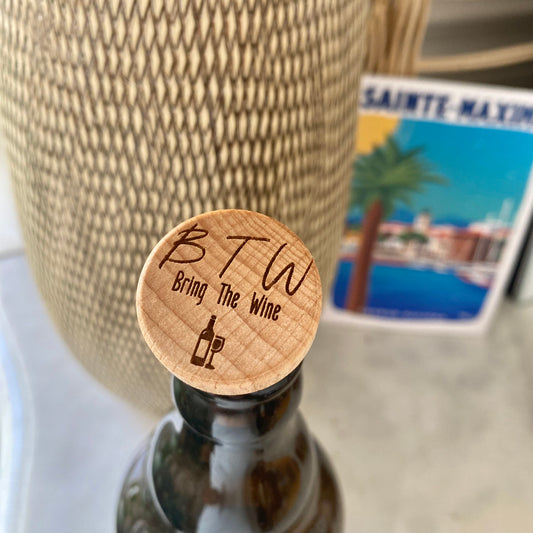 SAINTE-MAXIM
BTW
Bring The Wine